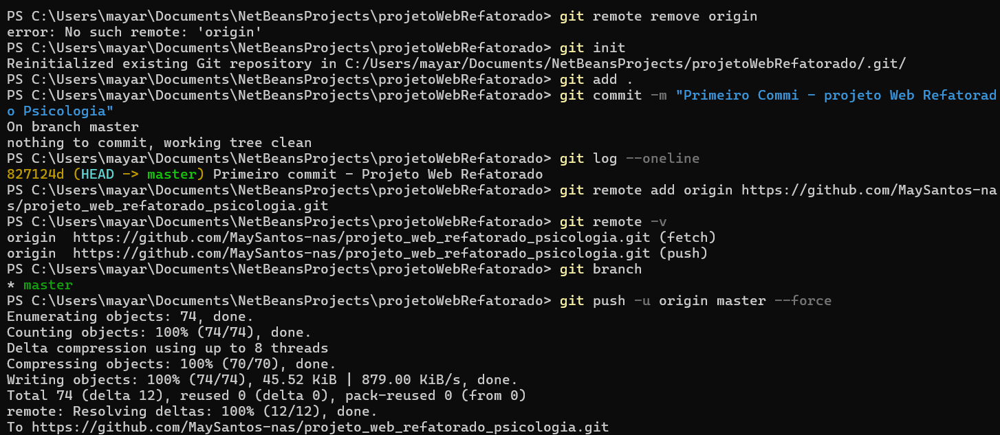 PS C:\Users\mayar\Documents\NetBeansProjects\projetoWebRefatorado> git remote remove origin
error: No such remote: 'origin'
PS C:\Users\mayar\Documents\NetBeansProjects\projetoWebRefatorado> git init
Reinitialized existing Git repository in C:/Users/mayar/Documents/NetBeansProjects/projetoWebRefatorado/.git/
PS C:\Users\mayar\Documents\NetBeansProjects\projetoWebRefatorado> git add .
PS C:\Users\mayar\Documents\NetBeansProjects\projetoWebRefatorado> git commit -m "Primeiro Commi - projeto Web Refatorad
o Psicologia"
On branch master
nothing to commit, working tree clean
PS C:\Users\mayar\Documents\NetBeansProjects\projetoWebRefatorado> git log --oneline
827124d (HEAD -> master) Primeiro commit - Projeto Web Refatorado
PS C:\Users\mayar\Documents\NetBeansProjects\projetoWebRefatorado> git remote add origin https://github.com/MaySantos-na
s/projeto_web_refatorado_psicologia.git
PS C:\Users\mayar\Documents\NetBeansProjects\projetoWebRefatorado> git remote -v
origin  https://github.com/MaySantos-nas/projeto_web_refatorado_psicologia.git (fetch)
origin  https://github.com/MaySantos-nas/projeto_web_refatorado_psicologia.git (push)
PS C:\Users\mayar\Documents\NetBeansProjects\projetoWebRefatorado> git branch
* master
PS C:\Users\mayar\Documents\NetBeansProjects\projetoWebRefatorado> git push -u origin master --force
Enumerating objects: 74, done.
Counting objects: 100% (74/74), done.
Delta compression using up to 8 threads
Compressing objects: 100% (70/70), done.
Writing objects: 100% (74/74), 45.52 KiB | 879.00 KiB/s, done.
Total 74 (delta 12), reused 0 (delta 0), pack-reused 0 (from 0)
remote: Resolving deltas: 100% (12/12), done.
To https://github.com/MaySantos-nas/projeto_web_refatorado_psicologia.git